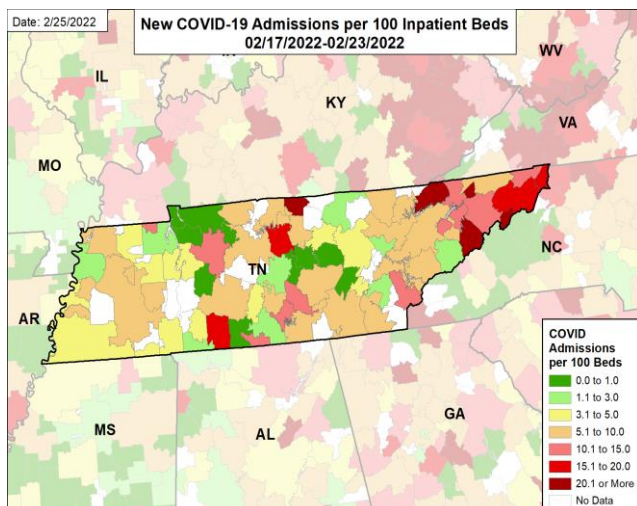 Date: 2/25/2022
New COVID-19 Admissions per 100 Inpatient Beds
02/17/2022-02/23/2022
IL
WV
KY
VA
MO
TN
NC
AR
MS
AL
GA
COVID
Admissions
per 100 Beds
0.0 to 1.0
1.1 to 3.0
3.1 to 5.0
5.1 to 10.0
10.1 to 15.0
15.1 to 20.0
20.1 or More
No Data